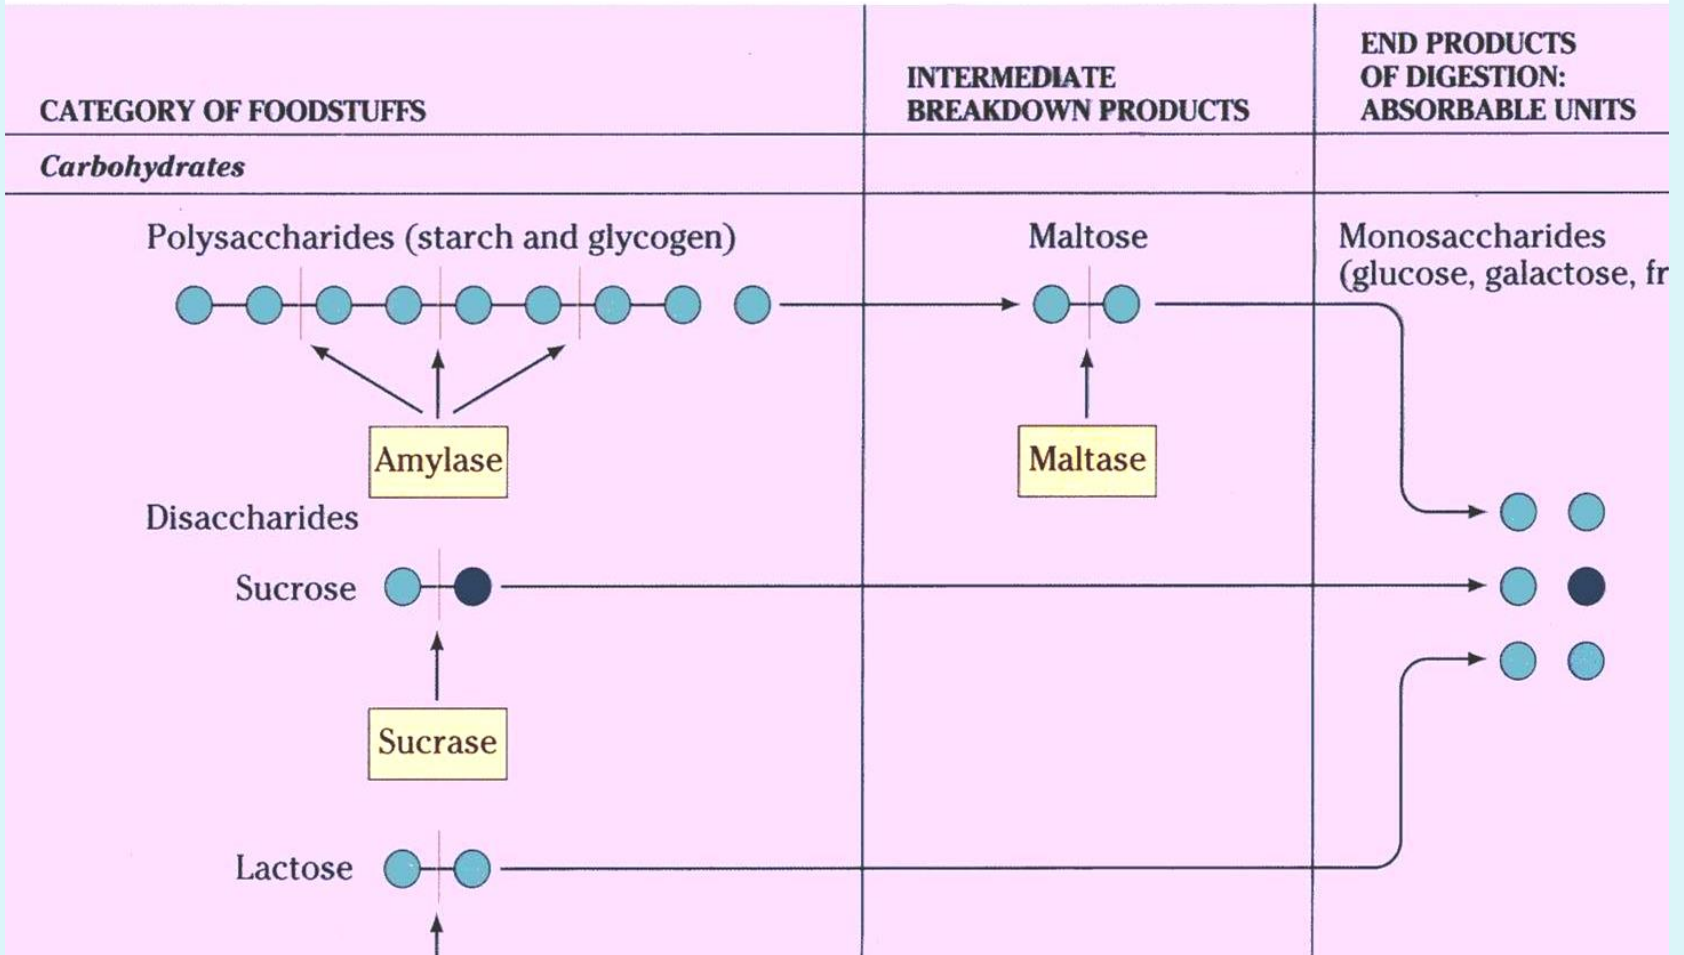 CATEGORY OF FOODSTUFFS
INTERMEDIATE
BREAKDOWN PRODUCTS
END PRODUCTS
OF DIGESTION:
ABSORBABLE UNITS
Carbohydrates
Polysaccharides (starch and glycogen)
Maltose
Monosaccharides
(glucose, galactose, fr
Amylase
Maltase
Disaccharides
Sucrose
Sucrase
Lactose